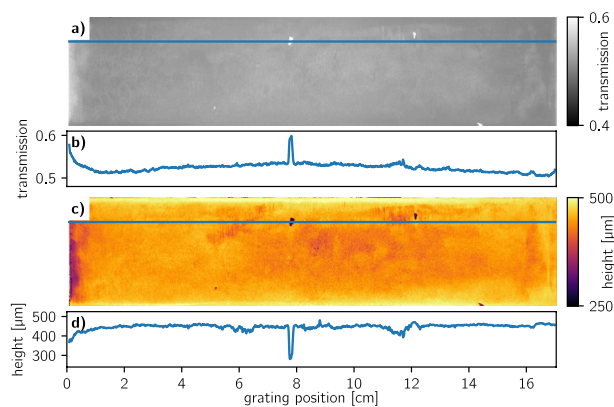 a)
0.6
transmission
0.4
b)
0.6
0.5
transmission
c)
500
height [µm]
250
d)
500
400
300
height [µm]
0 2 4 6 8 10 12 14 16
grating position [cm]